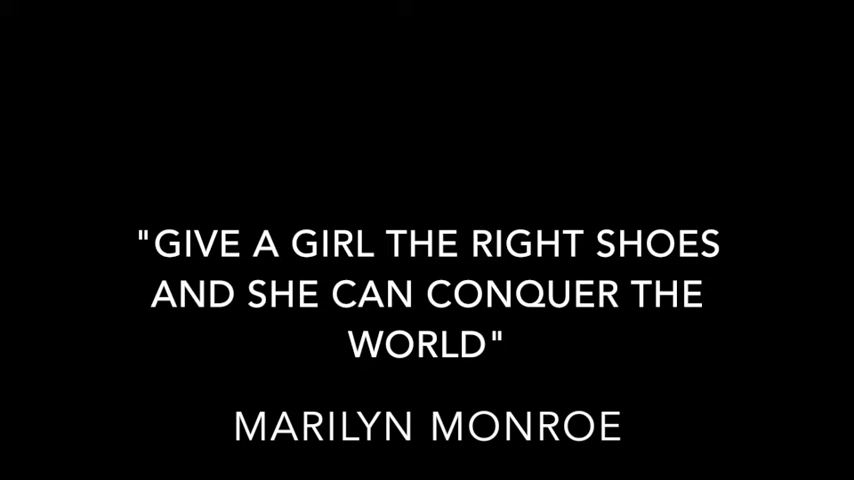 "GIVE A GIRL THE RIGHT SHOES
AND SHE CAN CONQUER THE
WORLD"
MARILYN MONROE